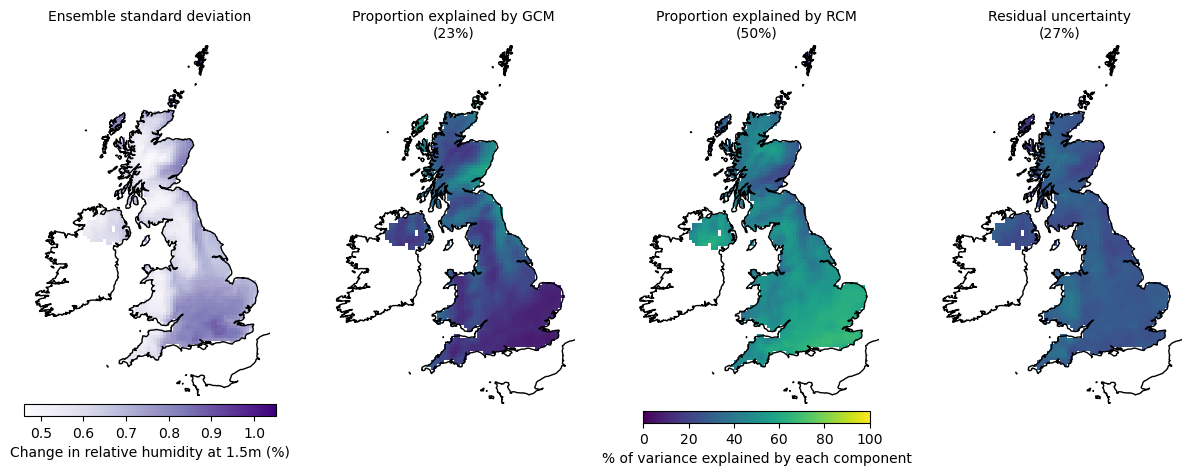 Ensemble standard deviation
Proportion explained by GCM
(23%)
Proportion explained by RCM
(50%)
Residual uncertainty
(27%)
0.5 0.6 0.7 0.8 0.9 1.0
Change in relative humidity at 1.5m (%)
0 20 40 60 80 100
% of variance explained by each component